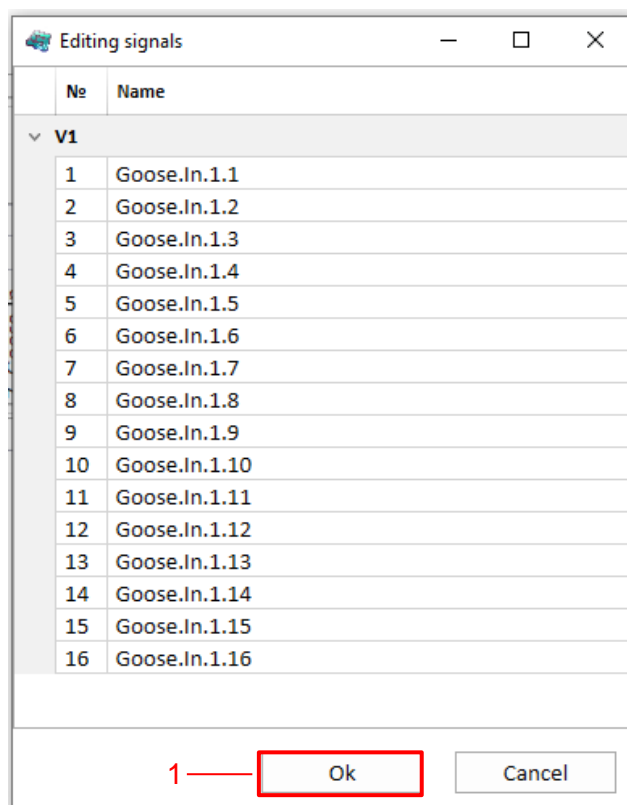 Editing signals
№ Name
V1
1 Goose.In.1.1
2 Goose.In.1.2
3 Goose.In.1.3
4 Goose.In.1.4
5 Goose.In.1.5
6 Goose.In.1.6
7 Goose.In.1.7
8 Goose.In.1.8
9 Goose.In.1.9
10 Goose.In.1.10
11 Goose.In.1.11
12 Goose.In.1.12
13 Goose.In.1.13
14 Goose.In.1.14
15 Goose.In.1.15
16 Goose.In.1.16
1 Ok Cancel